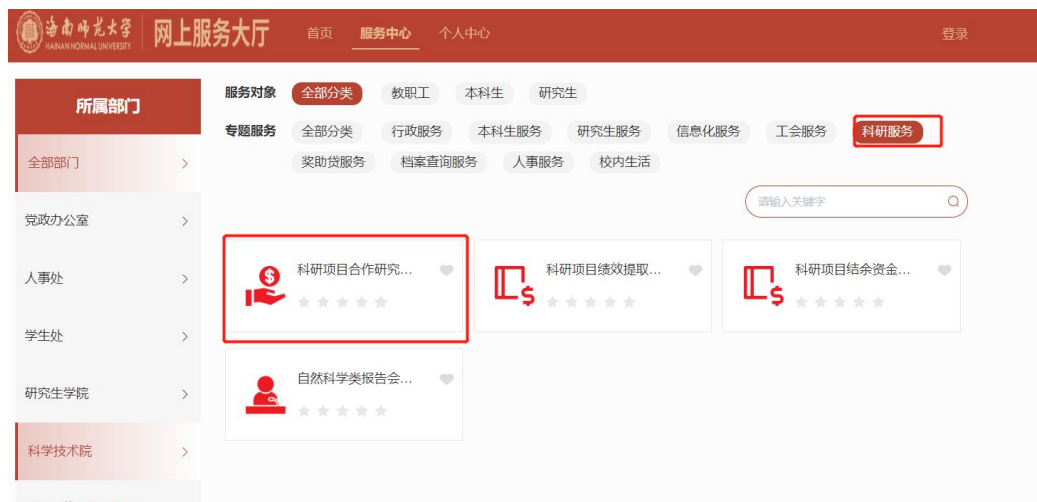 海南师范大学
HAINAN NORMAL UNIVERSITY
网上服务大厅
首页 服务中心 个人中心
登录
所属部门
全部部门
党政办公室
人事处
学生处
研究生学院
科学技术院
服务对象 全部分类 教职工 本科生 研究生
专题服务 全部分类 行政服务 本科生服务 研究生服务 信息化服务 工会服务 科研服务
奖助贷服务 档案查询服务 人事服务 校内生活
请输入关键字
科研项目合作研究...
科研项目绩效提取...
科研项目结余资金...
自然科学类报告会...